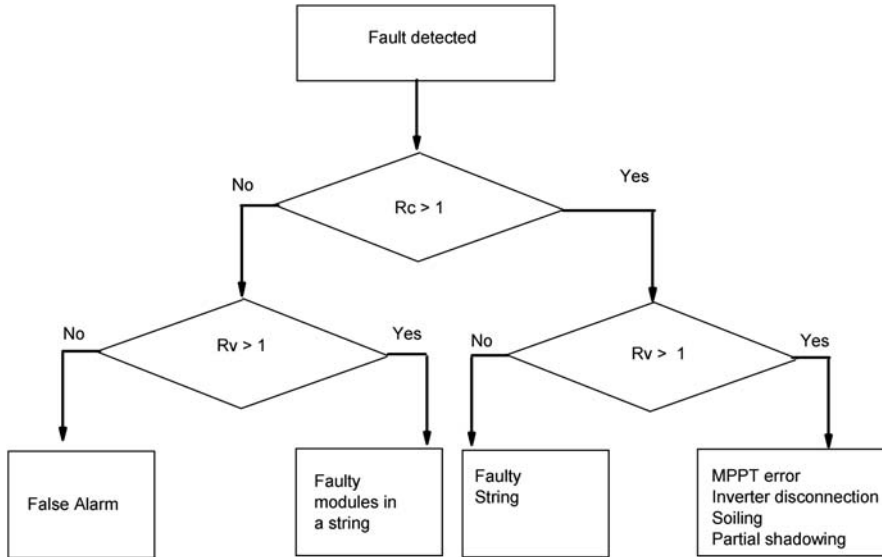 Fault detected
No
Yes
Rc > 1
No
Rv > 1
Yes
No
Rv > 1
Yes
False Alarm
Faulty
modules in
a string
Faulty
String
MPPT error
Inverter disconnection
Soiling
Partial shadowing